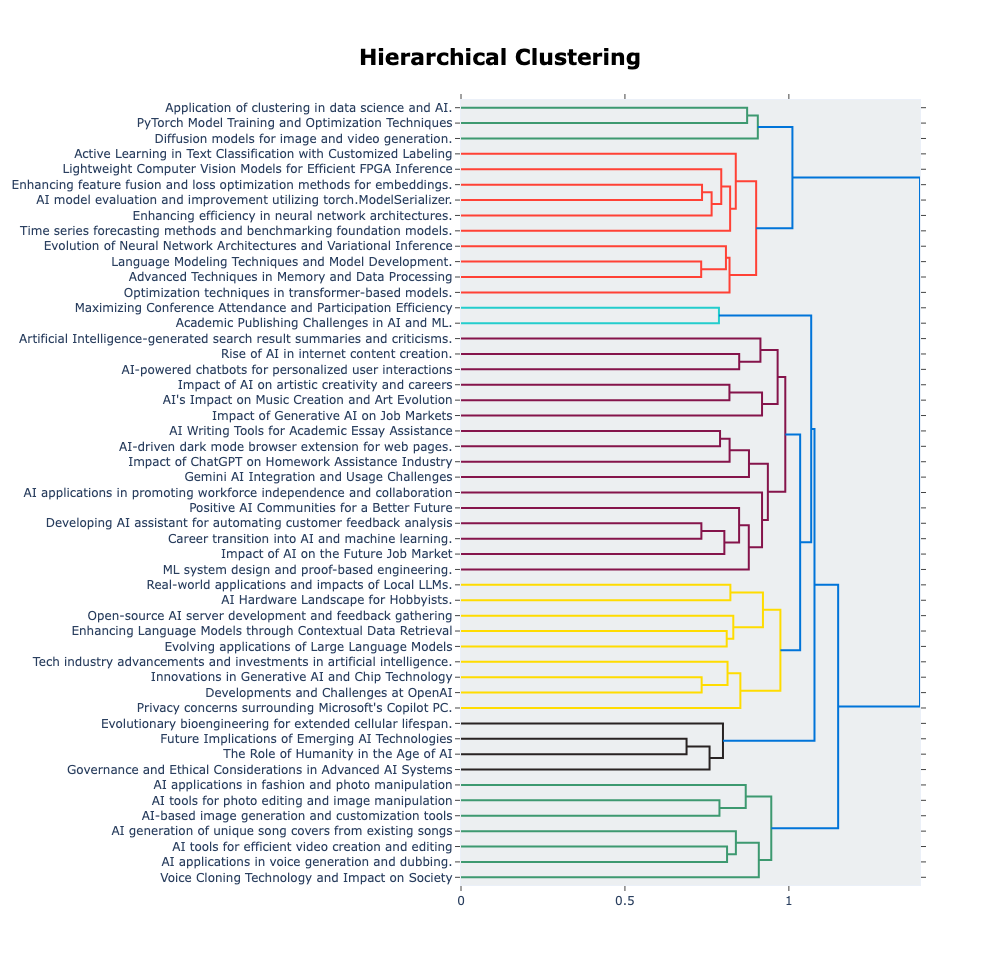 Hierarchical Clustering
Application of clustering in data science and AI.
PyTorch Model Training and Optimization Techniques
Diffusion models for image and video generation.
Active Learning in Text Classification with Customized Labeling
Lightweight Computer Vision Models for Efficient FPGA Inference
Enhancing feature fusion and loss optimization methods for embeddings.
AI model evaluation and improvement utilizing torch.ModelSerializer.
Enhancing efficiency in neural network architectures.
Time series forecasting methods and benchmarking foundation models.
Evolution of Neural Network Architectures and Variational Inference
Language Modeling Techniques and Model Development.
Advanced Techniques in Memory and Data Processing
Optimization techniques in transformer-based models.
Maximizing Conference Attendance and Participation Efficiency
Academic Publishing Challenges in AI and ML.
Artificial Intelligence-generated search result summaries and criticisms.
Rise of AI in internet content creation.
AI-powered chatbots for personalized user interactions
Impact of AI on artistic creativity and careers
AI's Impact on Music Creation and Art Evolution
Impact of Generative AI on Job Markets
AI Writing Tools for Academic Essay Assistance
AI-driven dark mode browser extension for web pages.
Impact of ChatGPT on Homework Assistance Industry
Gemini AI Integration and Usage Challenges
AI applications in promoting workforce independence and collaboration
Positive AI Communities for a Better Future
Developing AI assistant for automating customer feedback analysis
Career transition into AI and machine learning.
Impact of AI on the Future Job Market
ML system design and proof-based engineering.
Real-world applications and impacts of Local LLMs.
AI Hardware Landscape for Hobbyists.
Open-source AI server development and feedback gathering
Enhancing Language Models through Contextual Data Retrieval
Evolving applications of Large Language Models
Tech industry advancements and investments in artificial intelligence.
Innovations in Generative AI and Chip Technology
Developments and Challenges at OpenAI
Privacy concerns surrounding Microsoft's Copilot PC.
Evolutionary bioengineering for extended cellular lifespan.
Future Implications of Emerging AI Technologies
The Role of Humanity in the Age of AI
Governance and Ethical Considerations in Advanced AI Systems
AI applications in fashion and photo manipulation
AI tools for photo editing and image manipulation
AI-based image generation and customization tools
AI generation of unique song covers from existing songs
AI tools for efficient video creation and editing
AI applications in voice generation and dubbing.
Voice Cloning Technology and Impact on Society
0 0.5 1